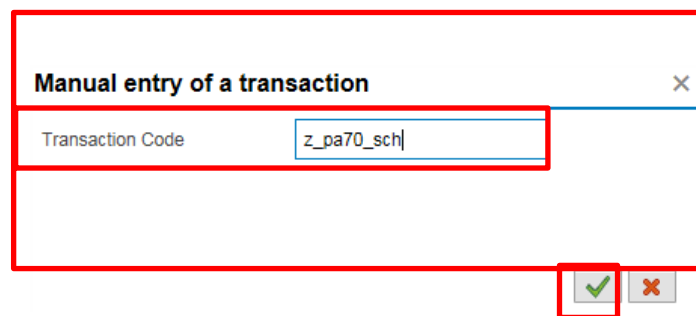 Manual entry of a transaction
Transaction Code z_pa70_sch